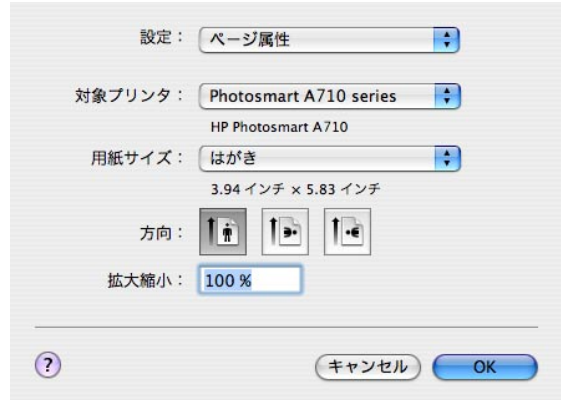 設定： ページ属性
対象プリンタ： Photosmart A710 series
HP Photosmart A710
用紙サイズ： はがき
3.94 インチ × 5.83 インチ
方向：
拡大縮小： 100 %
? キャンセル OK